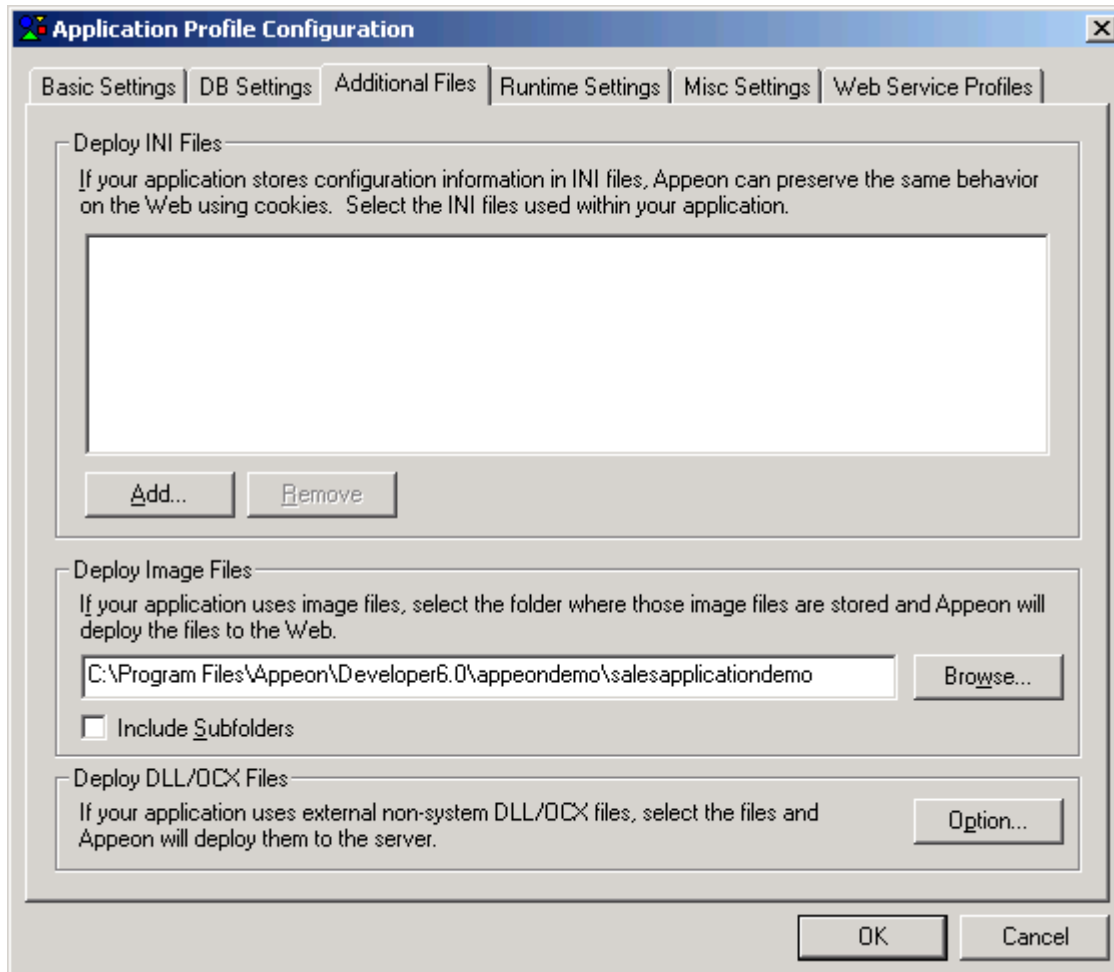 Application Profile Configuration
Basic Settings DB Settings Additional Files Runtime Settings Misc Settings Web Service Profiles
Deploy INI Files
If your application stores configuration information in INI files, Appeon can preserve the same behavior
on the Web using cookies.  Select the INI files used within your application.
Add... Remove
Deploy Image Files
If your application uses image files, select the folder where those image files are stored and Appeon will
deploy the files to the Web.
C:\Program Files\Appeon\Developer6.0\appeondemo\salesapplicationdemo Browse...
Include Subfolders
Deploy DLL/OCX Files
If your application uses external non-system DLL/OCX files, select the files and
Appeon will deploy them to the server.
Option...
OK Cancel